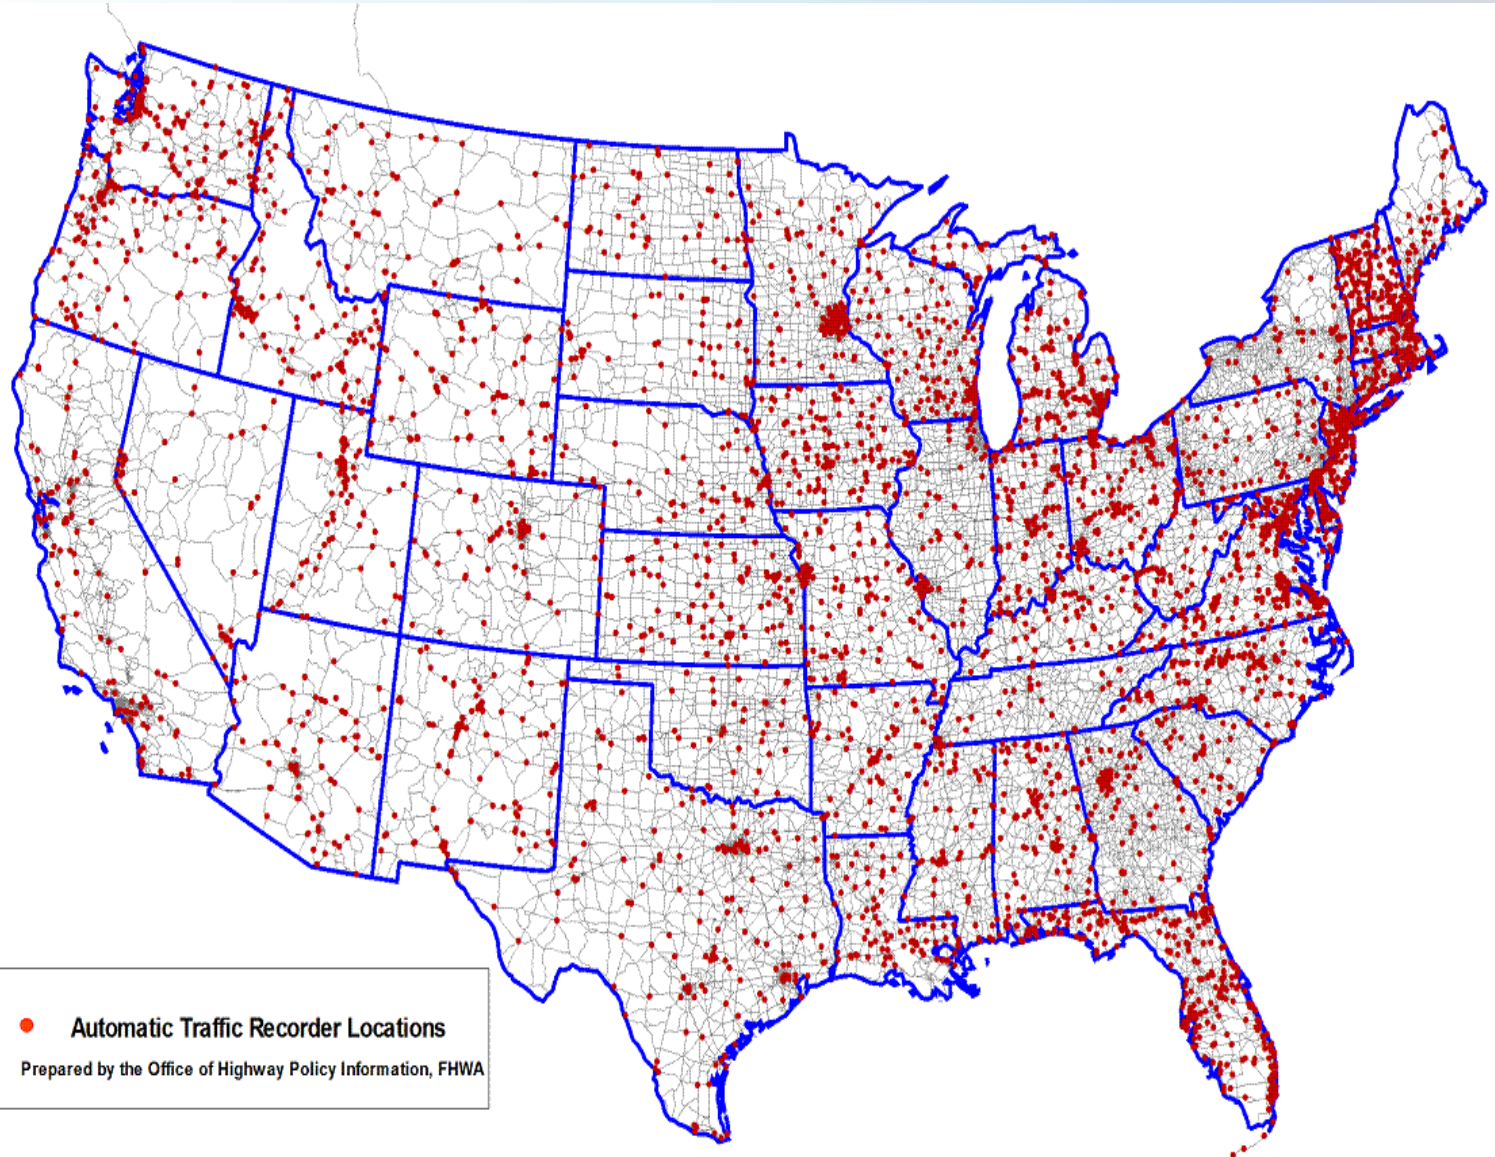 Automatic Traffic Recorder Locations
Prepared by the Office of Highway Policy Information, FHWA